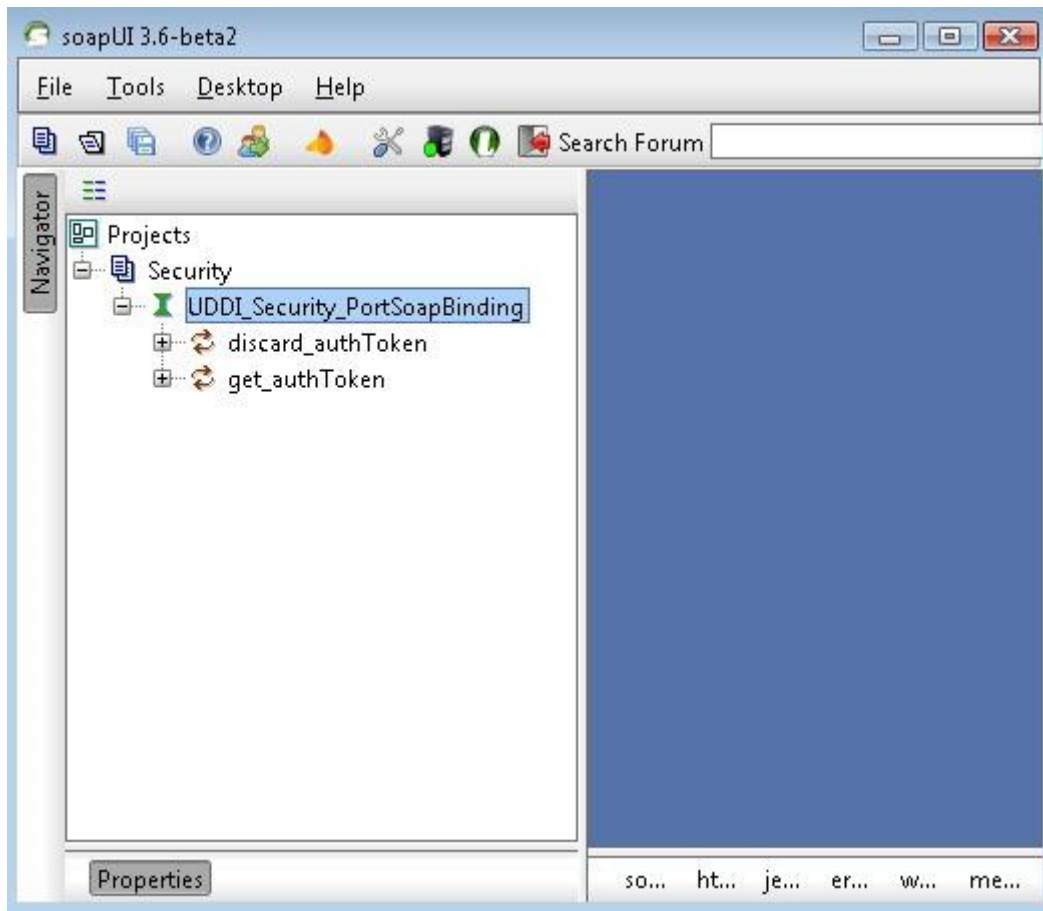 soapUI 3.6-beta2
File Tools Desktop Help
Search Forum
Navigator
Projects
Security
UDDI_Security_PortSoapBinding
discard_authToken
get_authToken
Properties
so... ht... je... er... w... me...